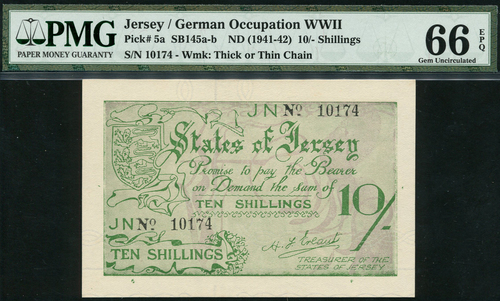 PMG
PAPER MONEY GUARANTY
Jersey / German Occupation WWII
Pick# 5a SB145a-b ND (1941-42) 10/- Shillings
S/N 10174 - Wmk: Thick or Thin Chain
66 EPQ
Gem Uncirculated
JN No 10174
States of Jersey
Promise to pay the Bearer
on Demand the sum of
TEN SHILLINGS
10/-
JN No 10174
TEN SHILLINGS
TREASURER OF THE
STATES OF JERSEY